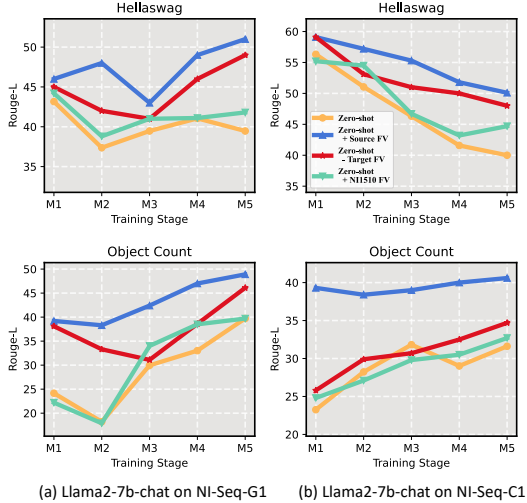 Hellaswag
Hellaswag
50
45
40
35
Rouge-L
M1 M2 M3 M4 M5
Training Stage
60
55
50
45
40
35
Rouge-L
Zero-shot
Zero-shot
+ Source FV
Zero-shot
- Target FV
Zero-shot
+ NI1510 FV
M1 M2 M3 M4 M5
Training Stage
Object Count
Object Count
50
45
40
35
30
25
20
Rouge-L
M1 M2 M3 M4 M5
Training Stage
40
35
30
25
20
Rouge-L
M1 M2 M3 M4 M5
Training Stage
(a) Llama2-7b-chat on NI-Seq-G1
(b) Llama2-7b-chat on NI-Seq-C1